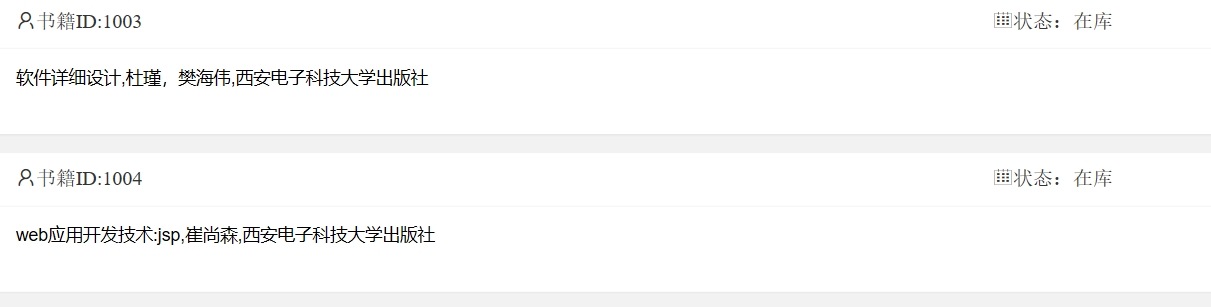 书籍ID:1003 状态：在库
软件详细设计,杜瑾，樊海伟,西安电子科技大学出版社
书籍ID:1004 状态：在库
web应用开发技术:jsp,崔尚森,西安电子科技大学出版社